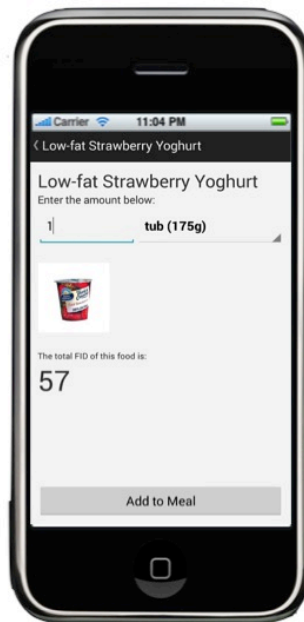 Carrier 11:04 PM
Low-fat Strawberry Yoghurt
Low-fat Strawberry Yoghurt
Enter the amount below:
1 tub (175g)
The total FID of this food is:
57
Add to Meal